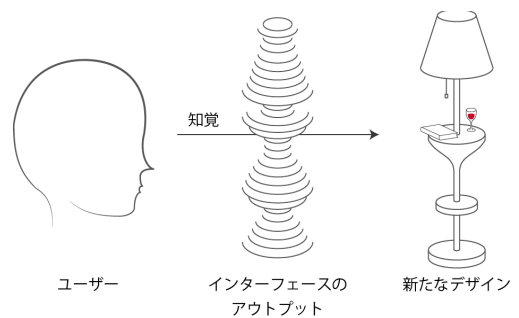 知覚
ユーザー
インターフェースの
アウトプット
新たなデザイン